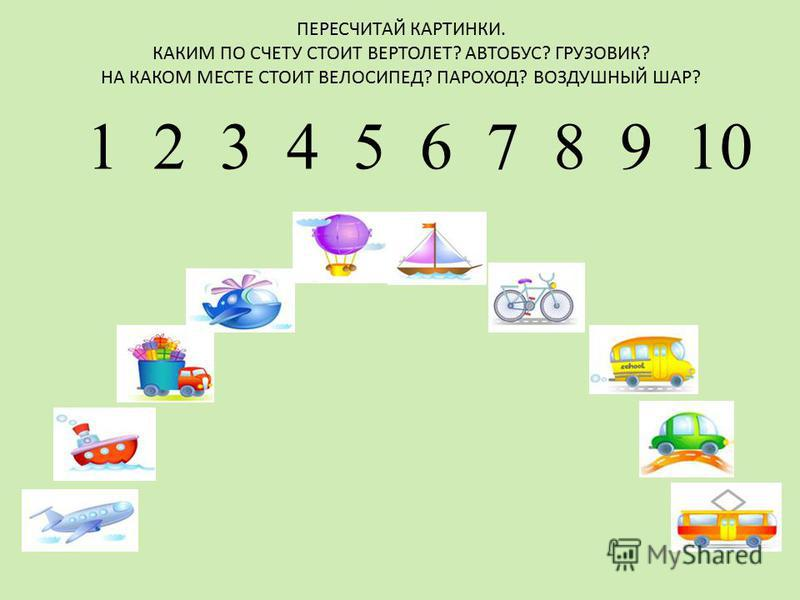 ПЕРЕСЧИТАЙ КАРТИНКИ.
КАКИМ ПО СЧЕТУ СТОИТ ВЕРТОЛЕТ? АВТОБУС? ГРУЗОВИК?
НА КАКОМ МЕСТЕ СТОИТ ВЕЛОСИПЕД? ПАРОХОД? ВОЗДУШНЫЙ ШАР?
1 2 3 4 5 6 7 8 9 10
school
MyShared